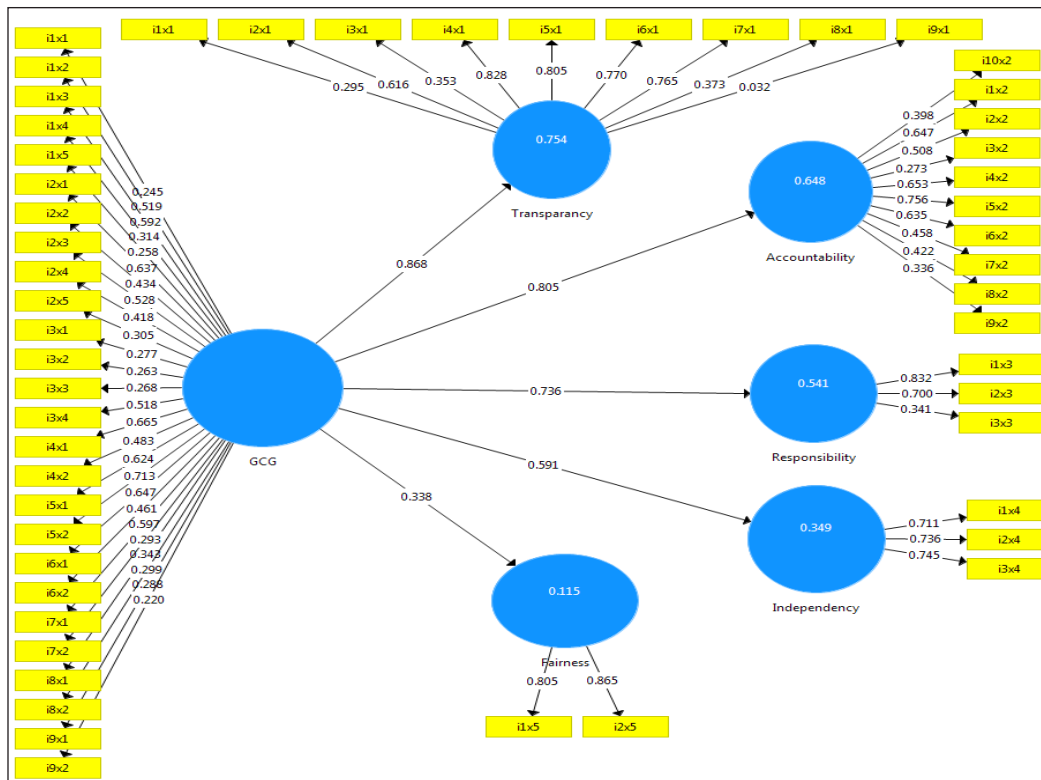 i1x1
i1x2
i1x3
i1x4
i1x5
i2x1
i2x2
i2x3
i2x4
i2x5
i3x1
i3x2
i3x3
i3x4
i4x1
i4x2
i5x1
i5x2
i6x1
i6x2
i7x1
i7x2
i8x1
i8x2
i9x1
i9x2
0.245
0.519
0.592
0.314
0.258
0.637
0.434
0.528
0.418
0.305
0.277
0.263
0.268
0.518
0.665
0.483
0.624
0.713
0.647
0.461
0.597
0.293
0.343
0.299
0.288
0.220
GCG
i1x1
i2x1
i3x1
i4x1
i5x1
i6x1
i7x1
i8x1
i9x1
0.295
0.616
0.353
0.828
0.805
0.770
0.765
0.373
0.032
0.754
Transparancy
0.868
0.805
0.736
0.591
0.338
0.648
Accountability
0.398
0.647
0.508
0.273
0.653
0.756
0.635
0.458
0.422
0.336
i10x2
i1x2
i2x2
i3x2
i4x2
i5x2
i6x2
i7x2
i8x2
i9x2
0.541
Responsibility
0.832
0.700
0.341
i1x3
i2x3
i3x3
0.349
Independency
0.711
0.736
0.745
i1x4
i2x4
i3x4
0.115
Fairness
0.805
0.865
i1x5
i2x5